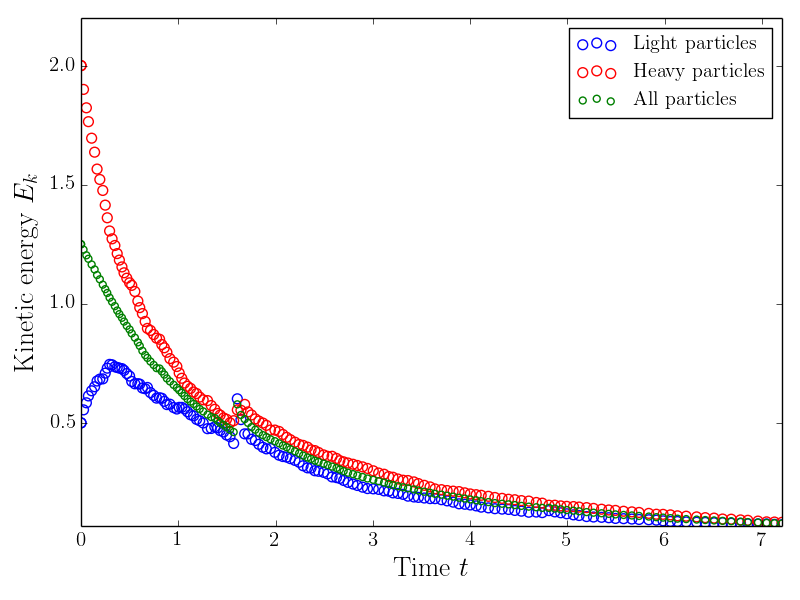 Light particles
Heavy particles
All particles
2.0
1.5
1.0
0.5
Kinetic energy E_k
0 1 2 3 4 5 6 7
Time t